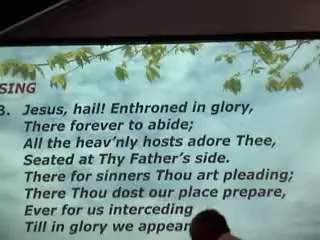 SING
3. Jesus, hail! Enthroned in glory,
There forever to abide;
All the heav'nly hosts adore Thee,
Seated at Thy Father's side.
There for sinners Thou art pleading;
There Thou dost our place prepare,
Ever for us interceding
Till in glory we appear